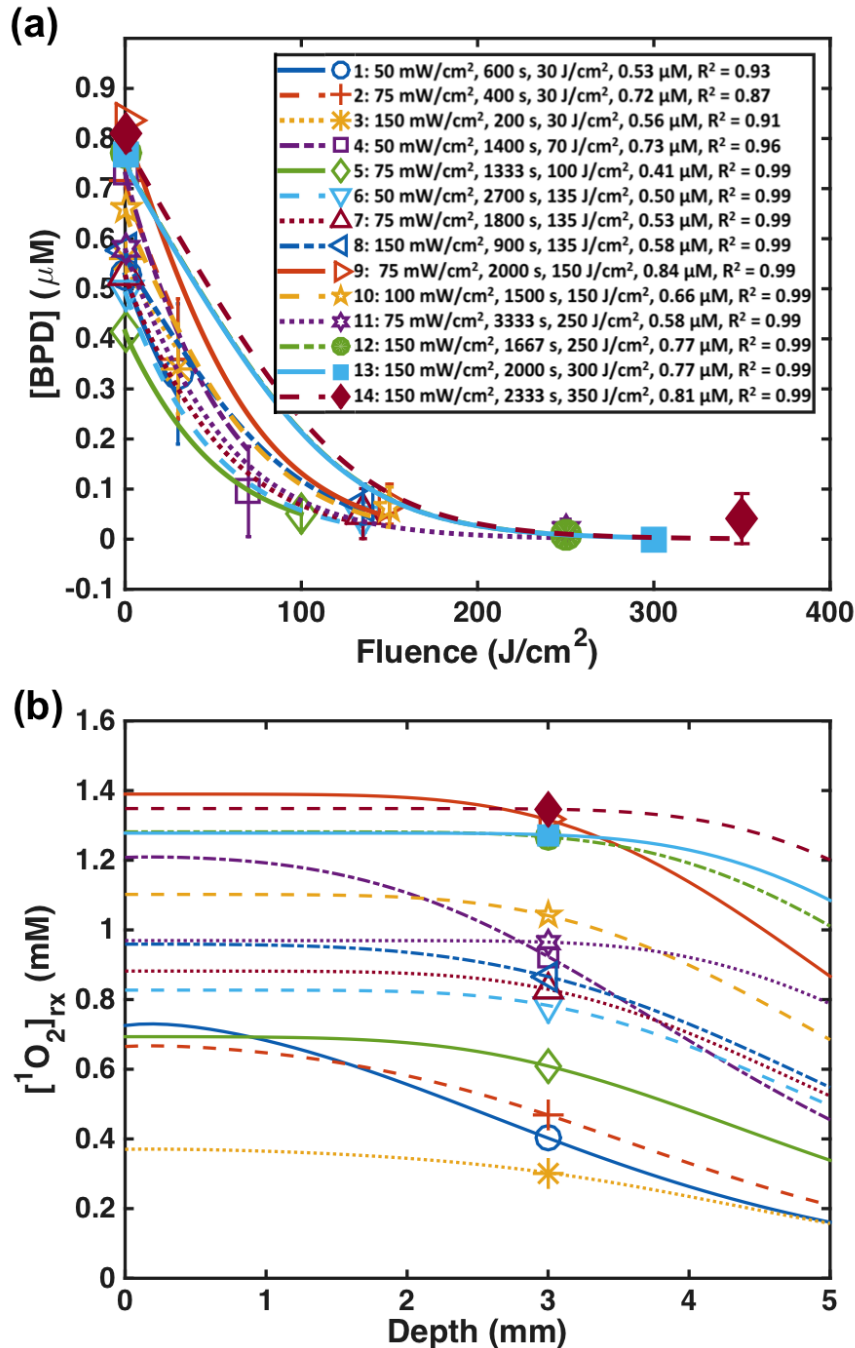 (a)
0.9
0.8
0.7
0.6
0.5
0.4
0.3
0.2
0.1
0
-0.1
[BPD] (μM)
1: 50 mW/cm², 600 s, 30 J/cm², 0.53 μM, R² = 0.93
2: 75 mW/cm², 400 s, 30 J/cm², 0.72 μM, R² = 0.87
3: 150 mW/cm², 200 s, 30 J/cm², 0.56 μM, R² = 0.91
4: 50 mW/cm², 1400 s, 70 J/cm², 0.73 μM, R² = 0.96
5: 75 mW/cm², 1333 s, 100 J/cm², 0.41 μM, R² = 0.99
6: 50 mW/cm², 2700 s, 135 J/cm², 0.50 μM, R² = 0.99
7: 75 mW/cm², 1800 s, 135 J/cm², 0.53 μM, R² = 0.99
8: 150 mW/cm², 900 s, 135 J/cm², 0.58 μM, R² = 0.99
9: 75 mW/cm², 2000 s, 150 J/cm², 0.84 μM, R² = 0.99
10: 100 mW/cm², 1500 s, 150 J/cm², 0.66 μM, R² = 0.99
11: 75 mW/cm², 3333 s, 250 J/cm², 0.58 μM, R² = 0.99
12: 150 mW/cm², 1667 s, 250 J/cm², 0.77 μM, R² = 0.99
13: 150 mW/cm², 2000 s, 300 J/cm², 0.77 μM, R² = 0.99
14: 150 mW/cm², 2333 s, 350 J/cm², 0.81 μM, R² = 0.99
0 100 200 300 400
Fluence (J/cm²)
(b)
1.6
1.4
1.2
1
0.8
0.6
0.4
0.2
0
[¹O₂]rx (mM)
0 1 2 3 4 5
Depth (mm)